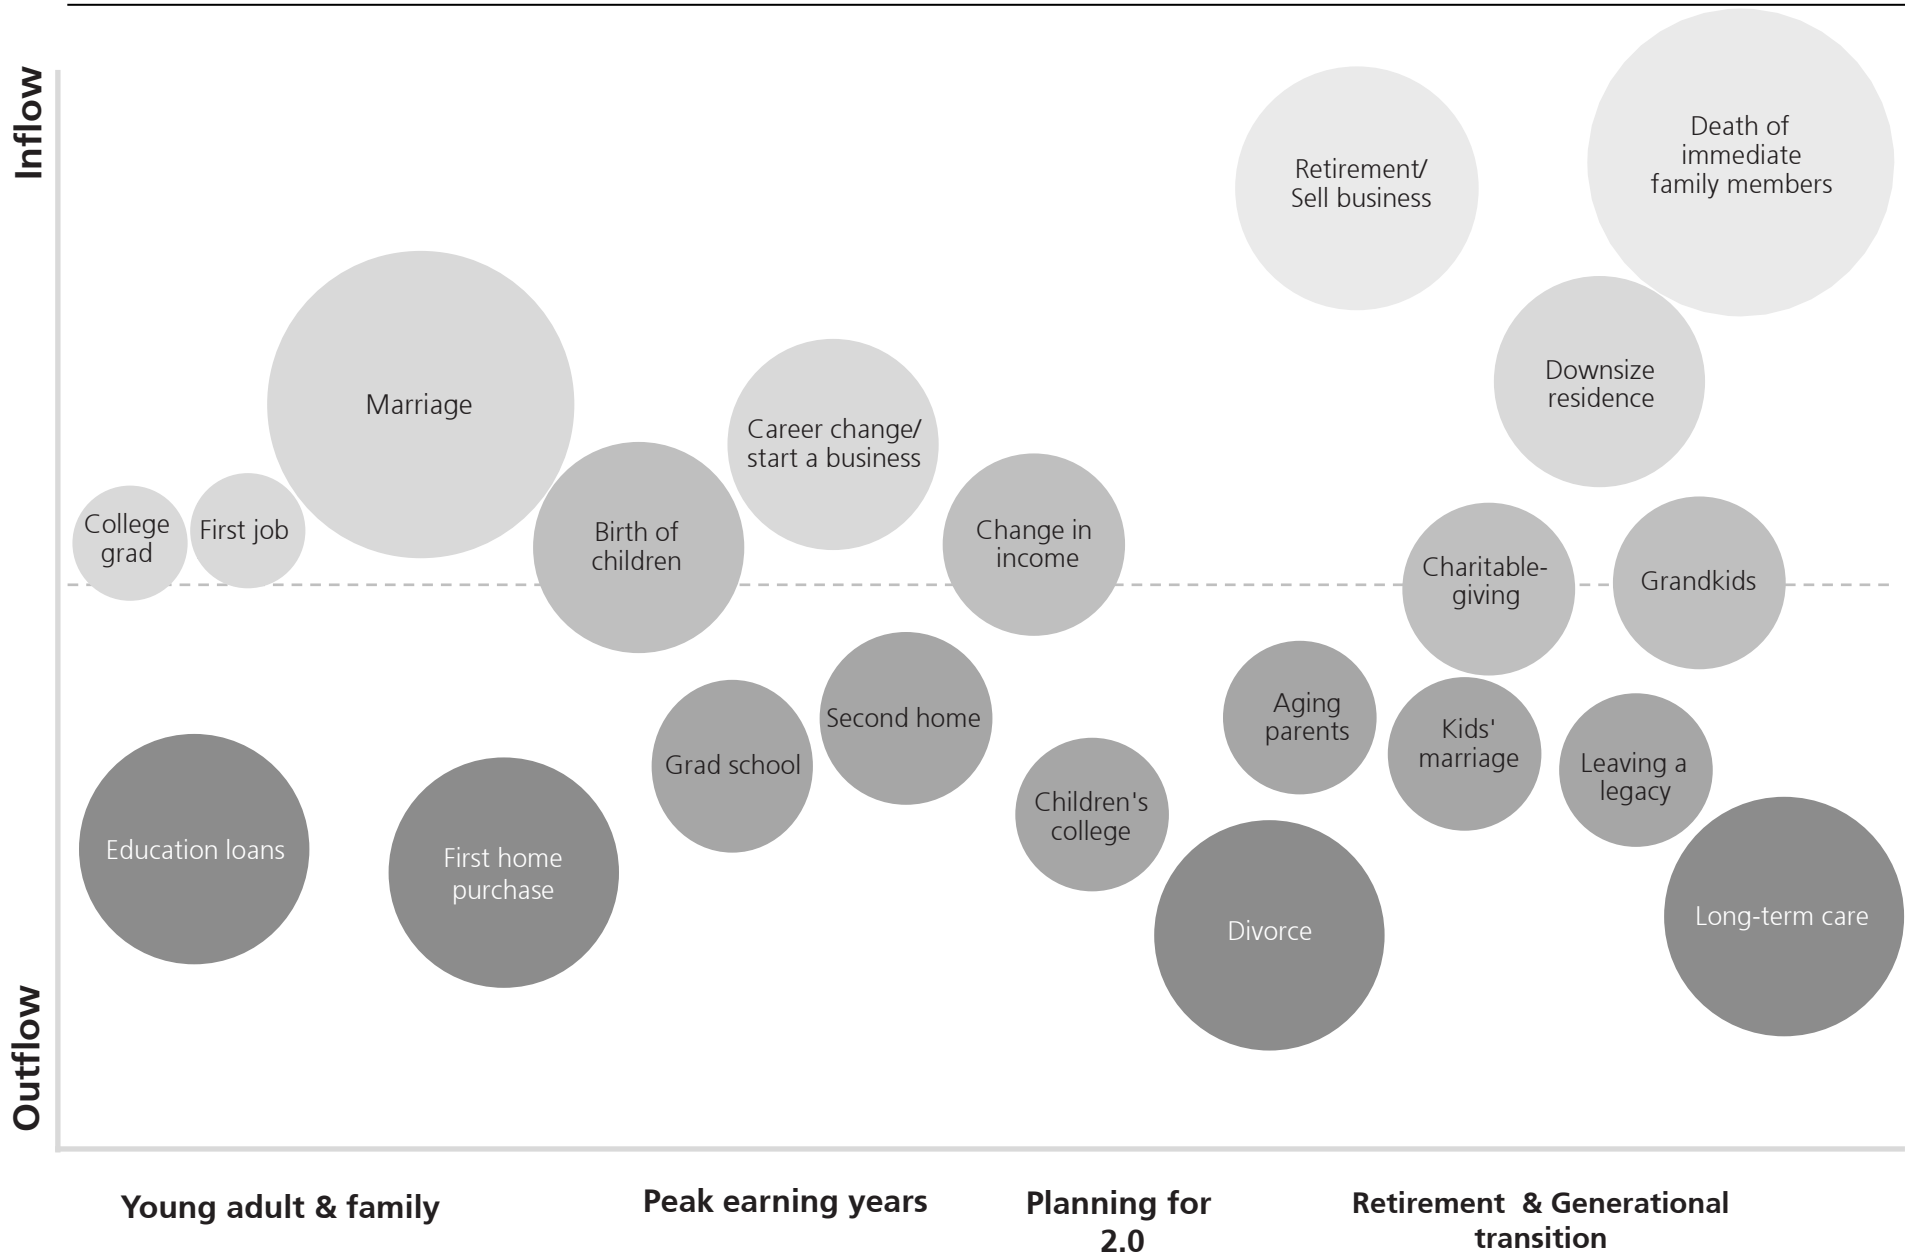 Inflow
Death of
immediate
family members
Retirement/
Sell business
Downsize
residence
Marriage
Career change/
start a business
College
grad
First job
Birth of
children
Change in
income
Charitable-
giving
Grandkids
Aging
parents
Kids'
marriage
Leaving a
legacy
Second home
Grad school
Children's
college
Education loans
First home
purchase
Divorce
Long-term care
Outflow
Young adult & family
Peak earning years
Planning for
2.0
Retirement  & Generational
transition